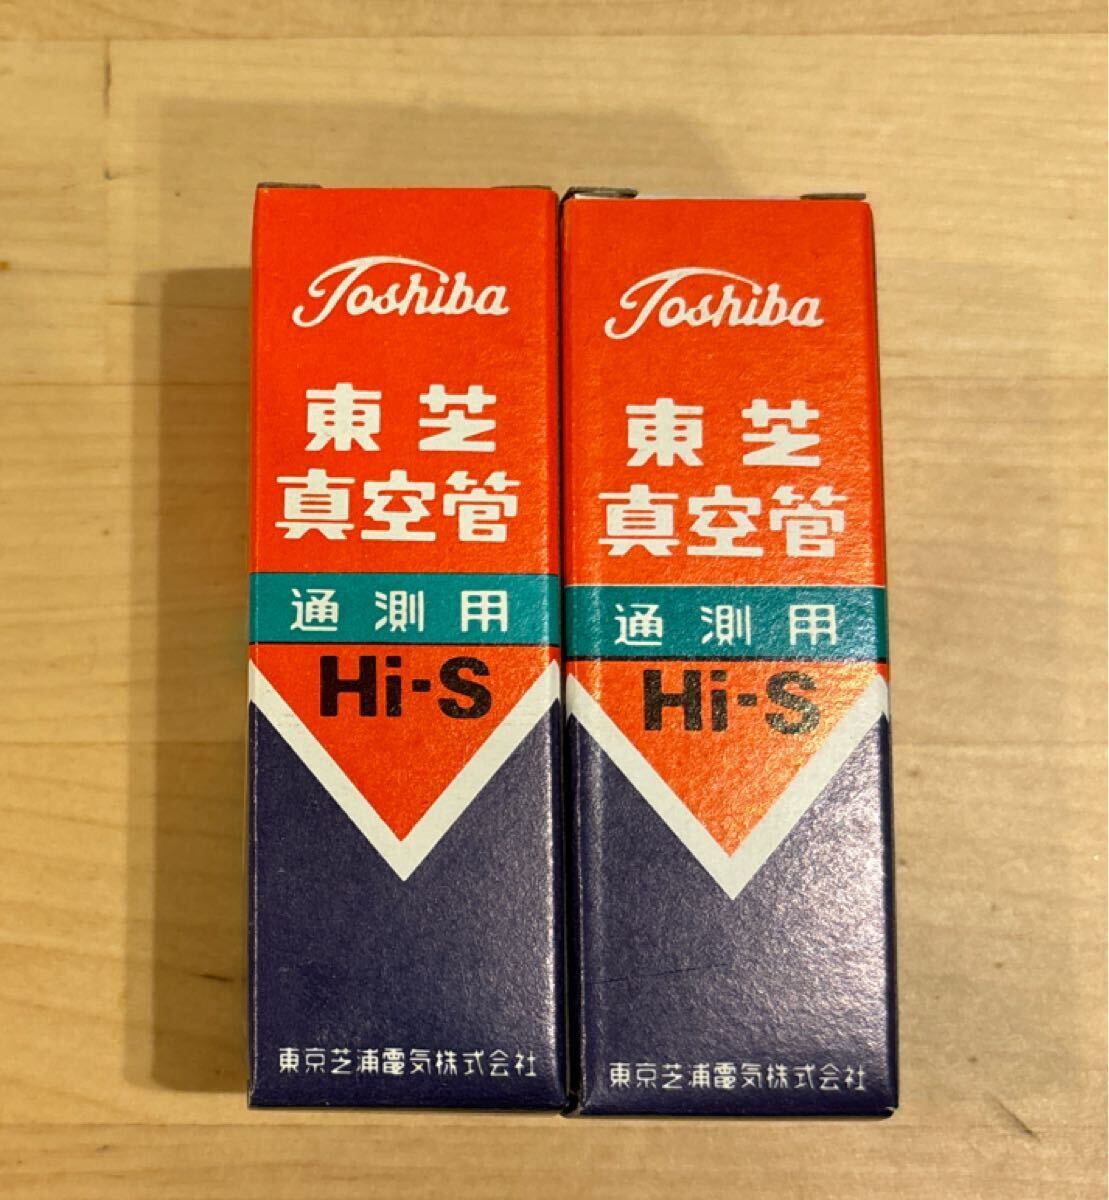 Toshiba
東芝
真空管
通測用
Hi-S
東京芝浦電気株式会社
Toshiba
東芝
真空管
通測用
Hi-S
東京芝浦電気株式会社